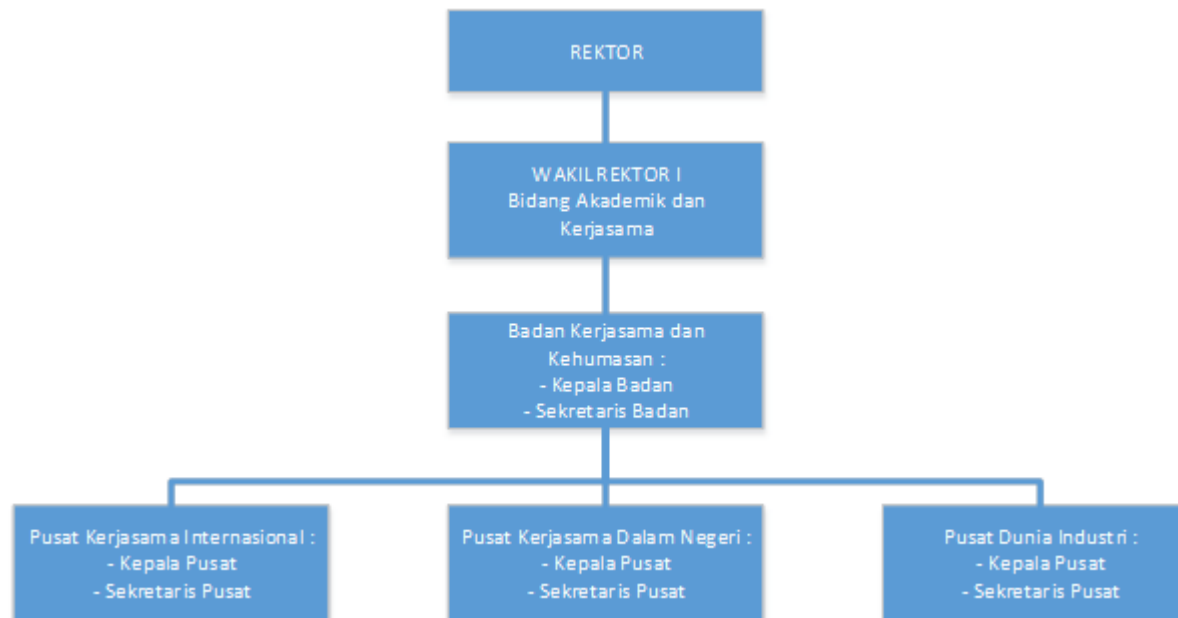 REKTOR
WAKIL REKTOR I
Bidang Akademik dan
Kerjasama
Badan Kerjasama dan
Kehumasan :
- Kepala Badan
- Sekretaris Badan
Pusat Kerjasama Internasional :
- Kepala Pusat
- Sekretaris Pusat
Pusat Kerjasama Dalam Negeri :
- Kepala Pusat
- Sekretaris Pusat
Pusat Dunia Industri :
- Kepala Pusat
- Sekretaris Pusat